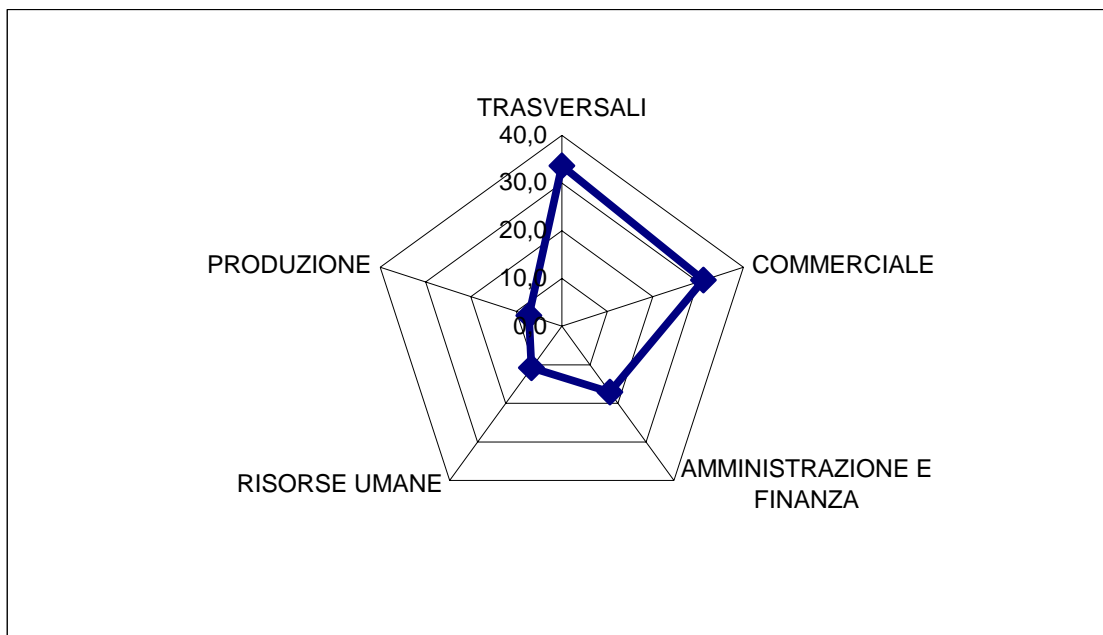 TRASVERSALI
40,0
30,0
20,0
10,0
0,0
PRODUZIONE
COMMERCIALE
RISORSE UMANE
AMMINISTRAZIONE E
FINANZA